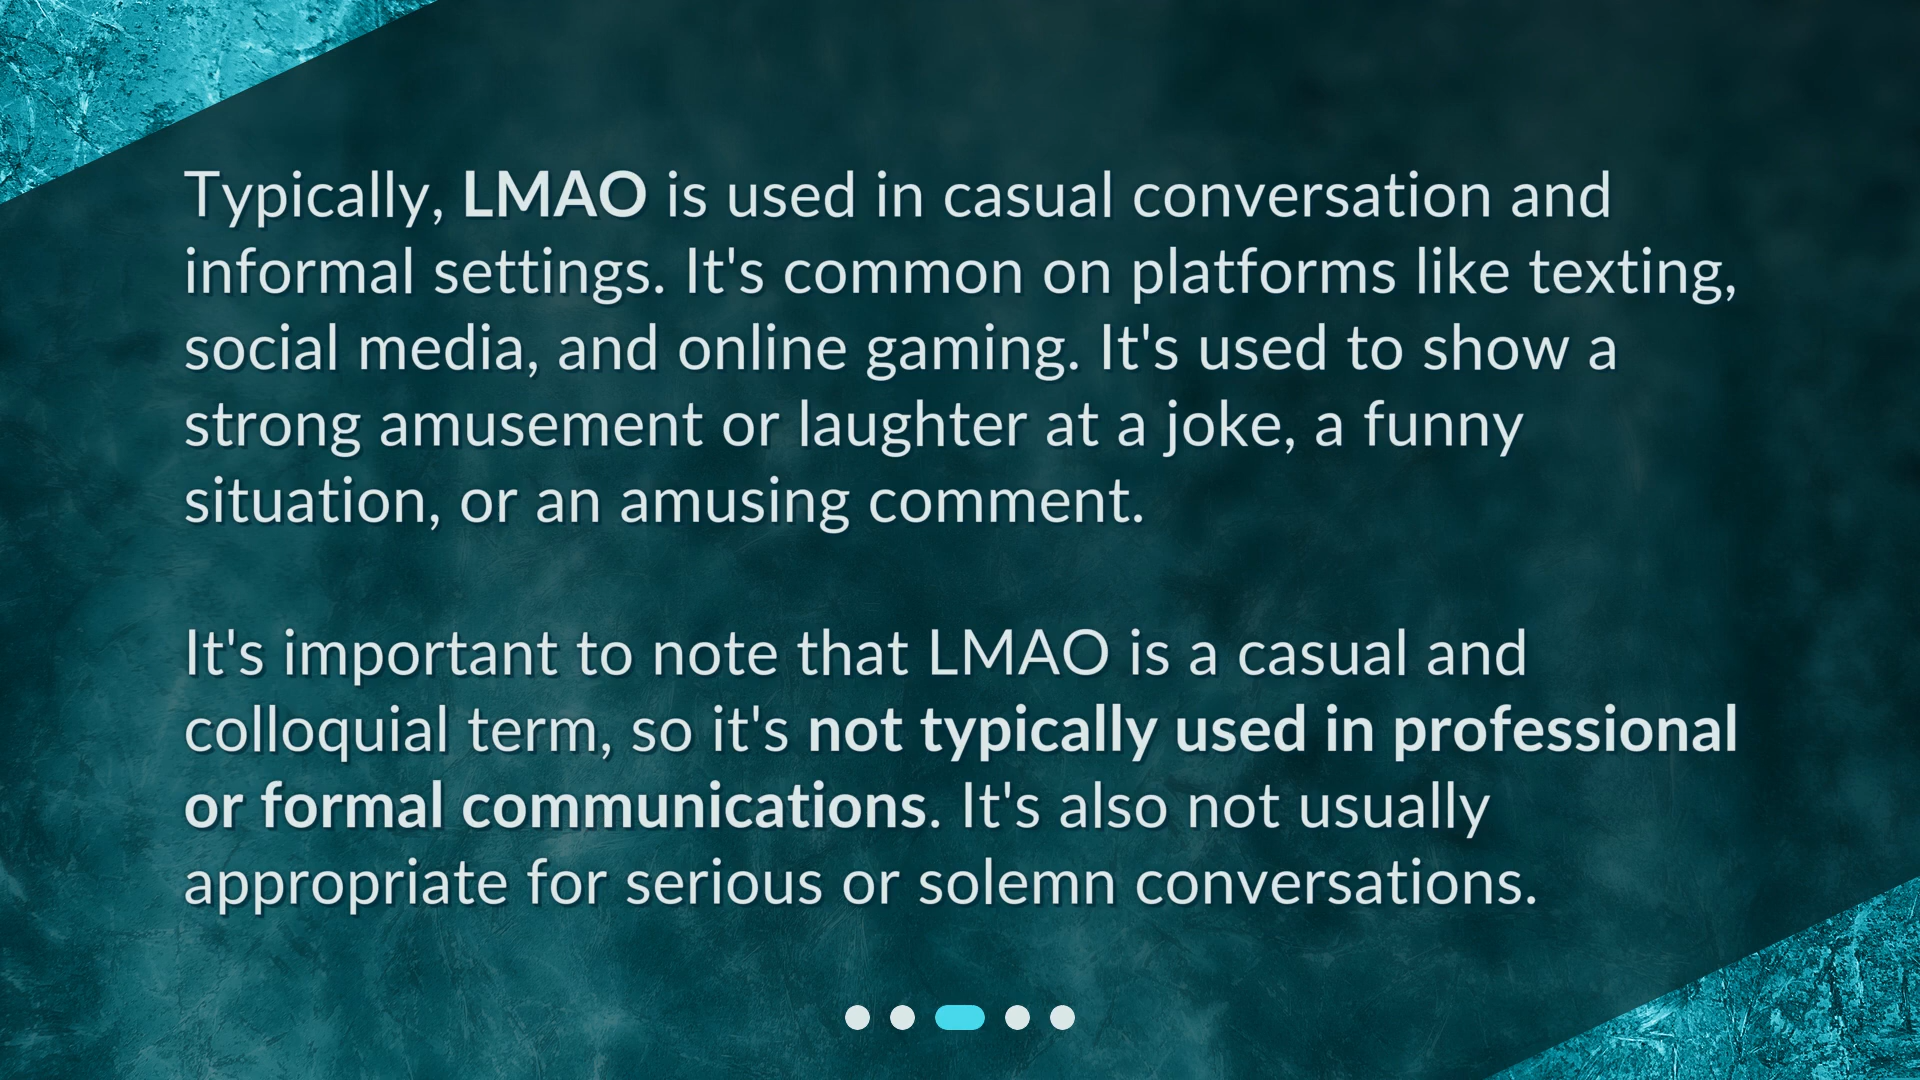 Typically, LMAO is used in casual conversation and
informal settings. It's common on platforms like texting,
social media, and online gaming. It's used to show a
strong amusement or laughter at a joke, a funny
situation, or an amusing comment.
It's important to note that LMAO is a casual and
colloquial term, so it's not typically used in professional
or formal communications. It's also not usually
appropriate for serious or solemn conversations.